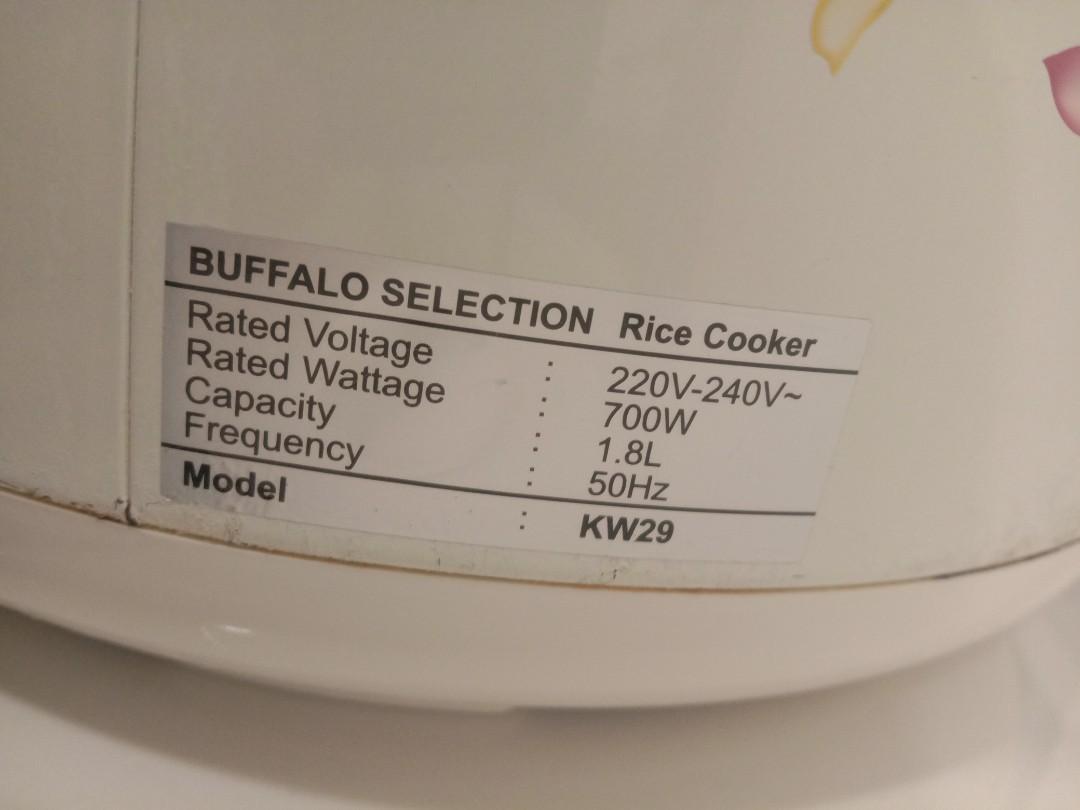 BUFFALO SELECTION Rice Cooker
Rated Voltage : 220V-240V~
Rated Wattage : 700W
Capacity : 1.8L
Frequency : 50Hz
Model : KW29